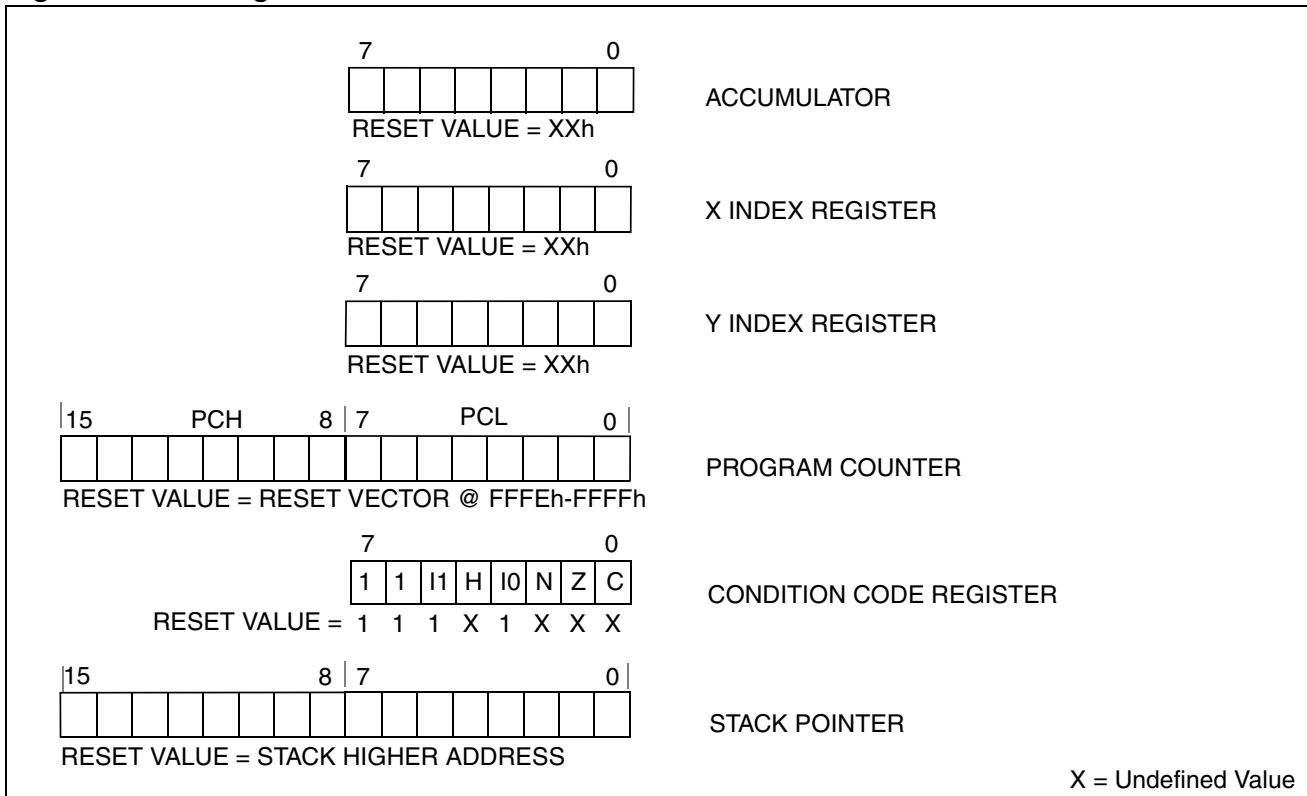 7 0
ACCUMULATOR
RESET VALUE = XXh
7 0
X INDEX REGISTER
RESET VALUE = XXh
7 0
Y INDEX REGISTER
RESET VALUE = XXh
15 PCH 8 7 PCL 0
PROGRAM COUNTER
RESET VALUE = RESET VECTOR @ FFFEh-FFFFh
7 0
1 1 I1 H I0 N Z C
CONDITION CODE REGISTER
RESET VALUE = 1 1 1 X 1 X X X
15 8 7 0
STACK POINTER
RESET VALUE = STACK HIGHER ADDRESS
X = Undefined Value